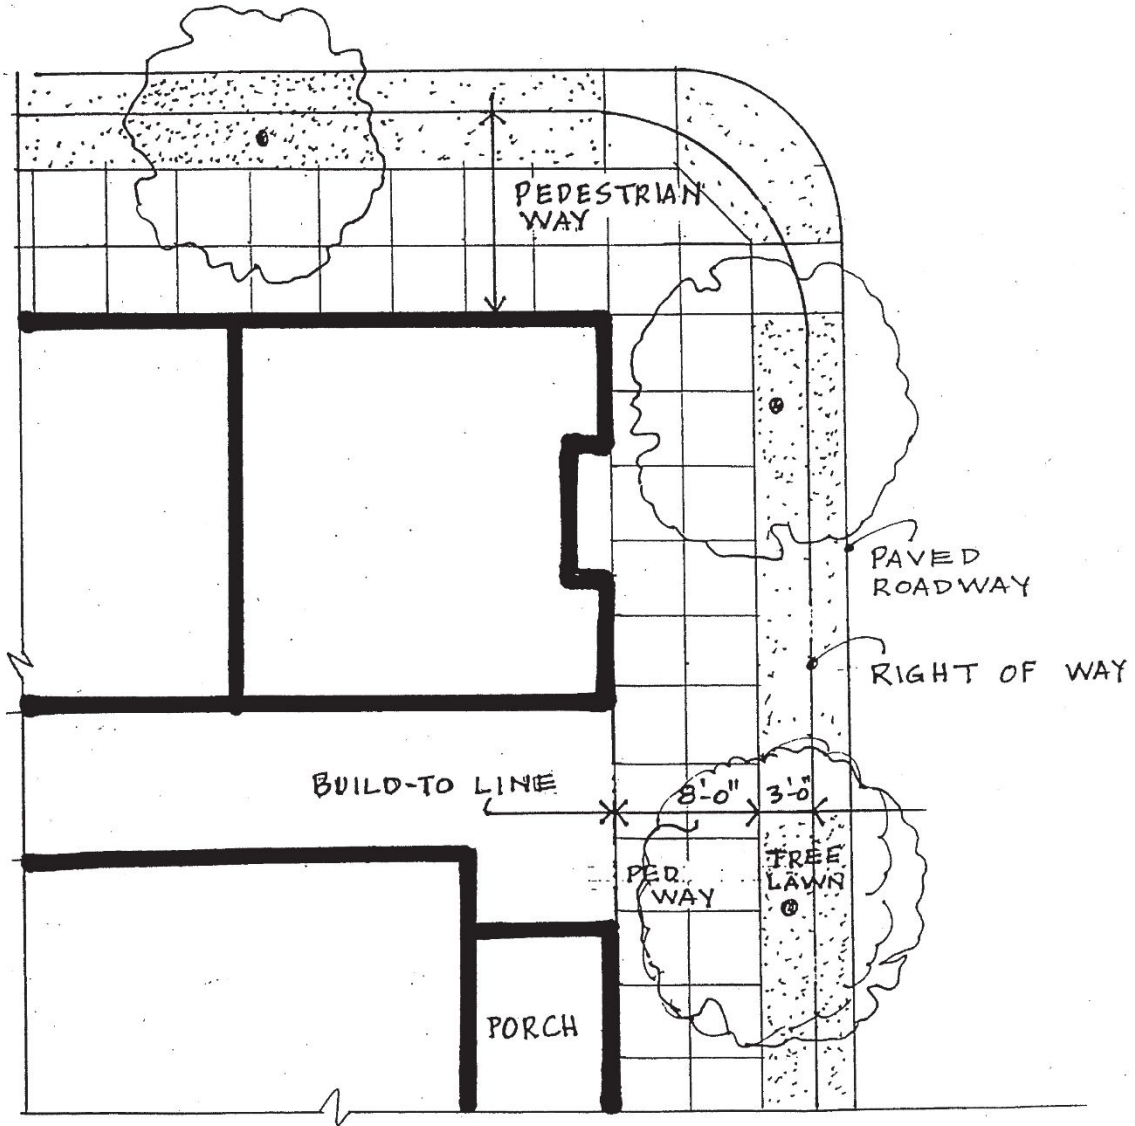 PEDESTRIAN
WAY
PAVED
ROADWAY
RIGHT OF WAY
BUILD-TO LINE
8'-0"
3'-0"
PED
WAY
TREE
LAWN
PORCH